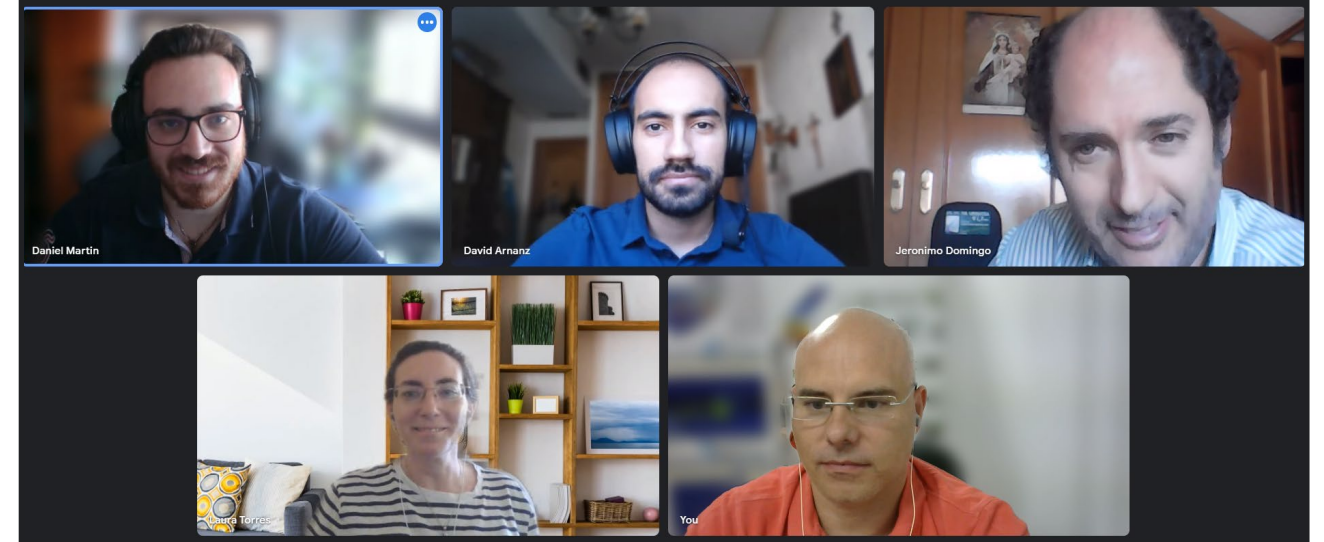 Daniel Martin
David Arnanz
Jeronimo Domingo
Laura Torres
You